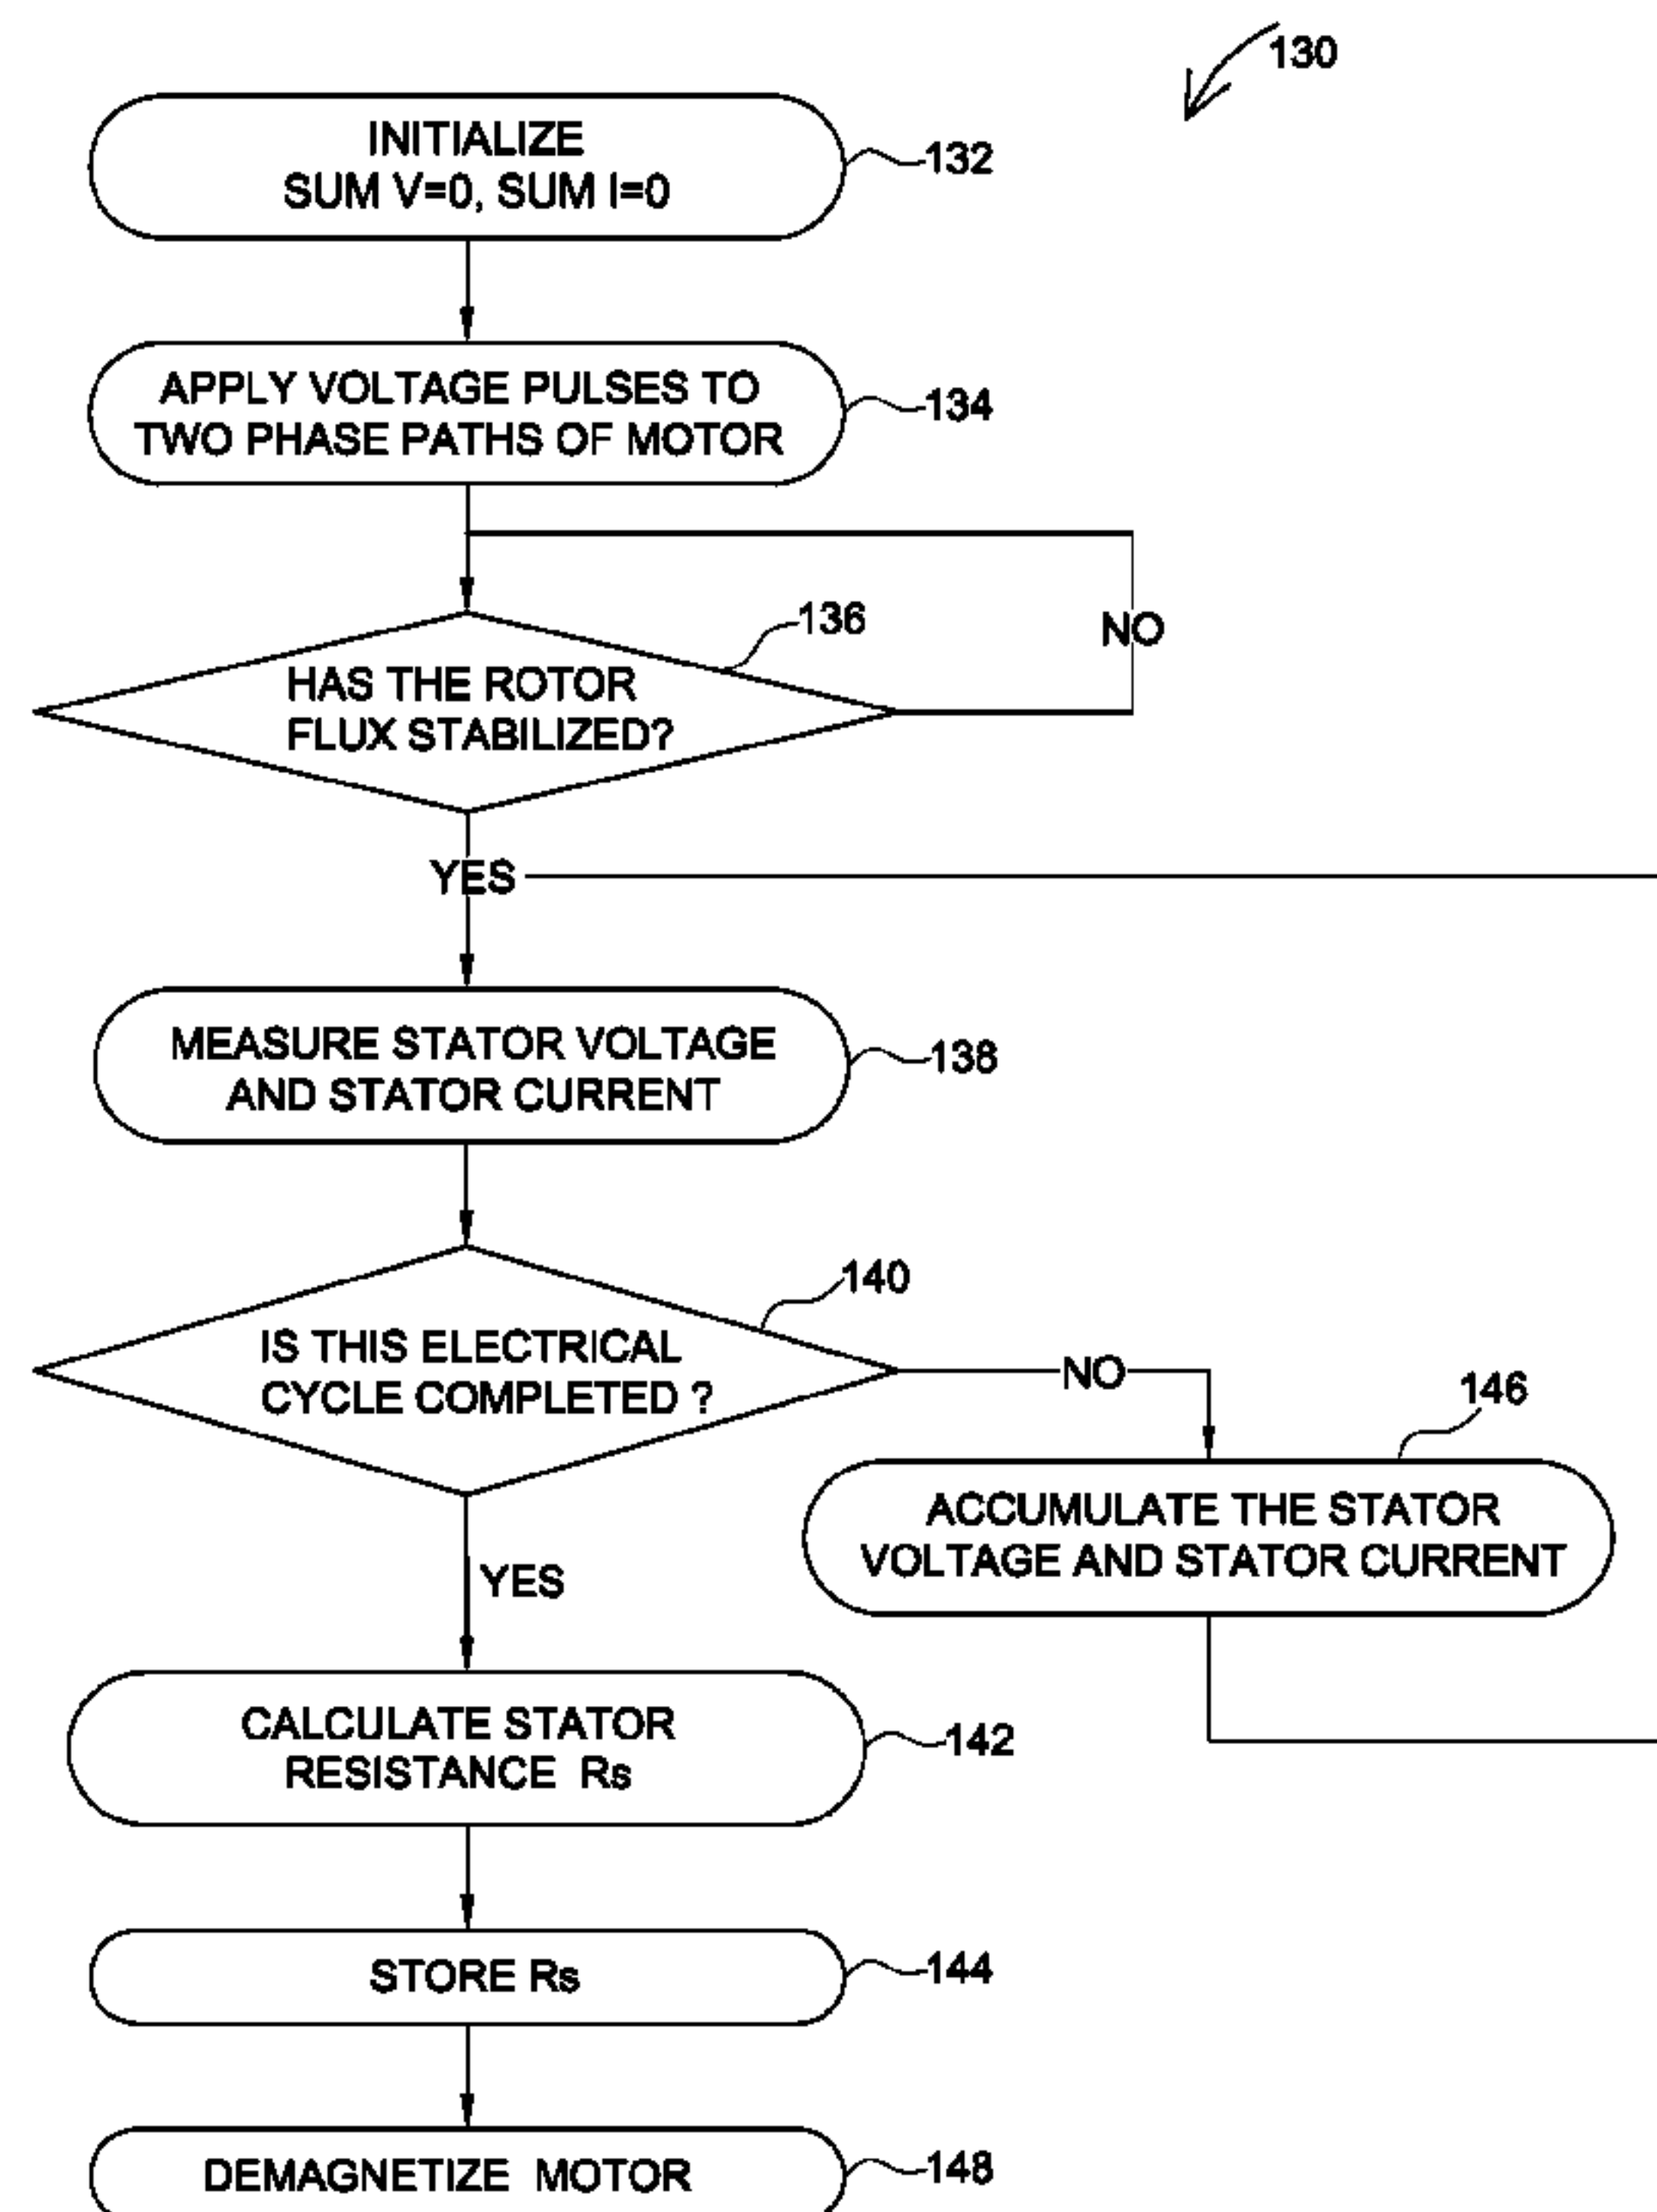 130
INITIALIZE
SUM V=0, SUM I=0
132
APPLY VOLTAGE PULSES TO
TWO PHASE PATHS OF MOTOR
134
136
HAS THE ROTOR
FLUX STABILIZED?
NO
YES
MEASURE STATOR VOLTAGE
AND STATOR CURRENT
138
140
IS THIS ELECTRICAL
CYCLE COMPLETED ?
NO
146
ACCUMULATE THE STATOR
VOLTAGE AND STATOR CURRENT
YES
CALCULATE STATOR
RESISTANCE Rs
142
STORE Rs
144
DEMAGNETIZE MOTOR
148